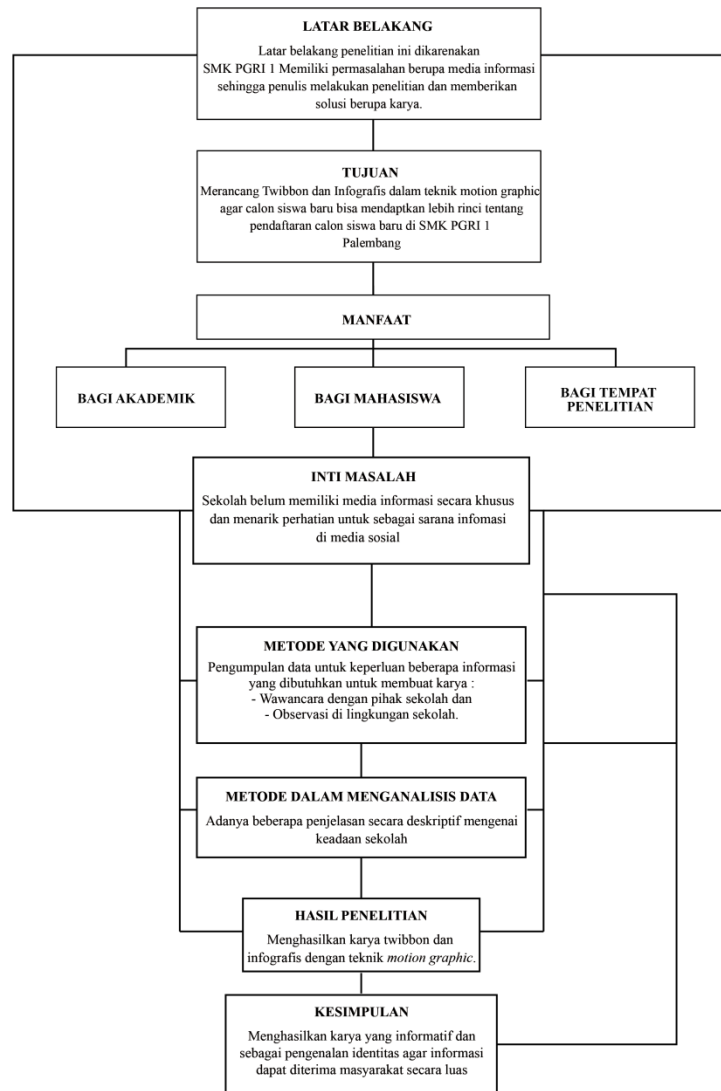 LATAR BELAKANG
Latar belakang penelitian ini dikarenakan
SMK PGRI 1 Memiliki permasalahan berupa media informasi
sehingga penulis melakukan penelitian dan memberikan
solusi berupa karya.
TUJUAN
Merancang Twibbon dan Infografis dalam teknik motion graphic
agar calon siswa baru bisa mendaptkan lebih rinci tentang
pendaftaran calon siswa baru di SMK PGRI 1
Palembang
MANFAAT
BAGI AKADEMIK
BAGI MAHASISWA
BAGI TEMPAT
PENELITIAN
INTI MASALAH
Sekolah belum memiliki media informasi secara khusus
dan menarik perhatian untuk sebagai sarana infomasi
di media sosial
METODE YANG DIGUNAKAN
Pengumpulan data untuk keperluan beberapa informasi
yang dibutuhkan untuk membuat karya :
- Wawancara dengan pihak sekolah dan
- Observasi di lingkungan sekolah.
METODE DALAM MENGANALISIS DATA
Adanya beberapa penjelasan secara deskriptif mengenai
keadaan sekolah
HASIL PENELITIAN
Menghasilkan karya twibbon dan
infografis dengan teknik motion graphic.
KESIMPULAN
Menghasilkan karya yang informatif dan
sebagai pengenalan identitas agar informasi
dapat diterima masyarakat secara luas